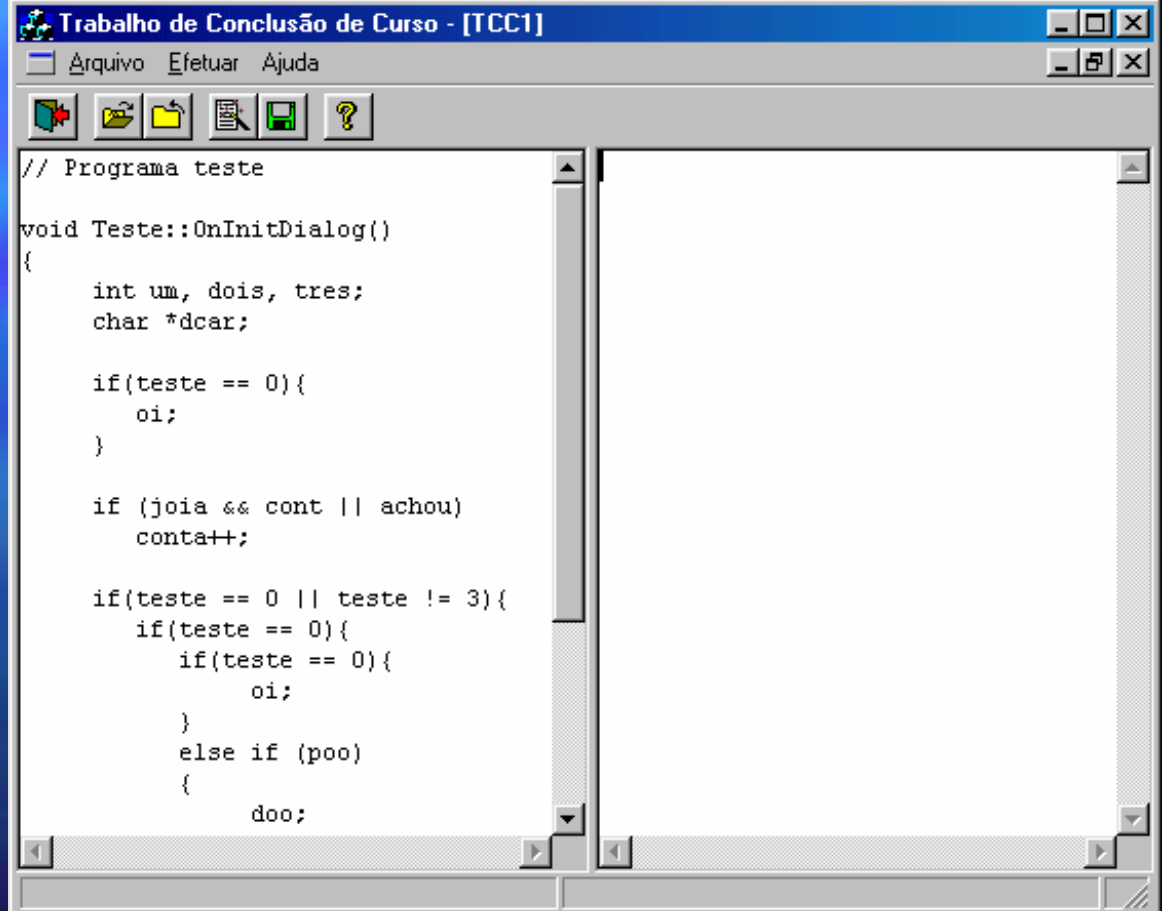 Trabalho de Conclusão de Curso - [TCC1]
Arquivo Efetuar Ajuda
// Programa teste
void Teste::OnInitDialog()
{
int um, dois, tres;
char *dcar;
if(teste == 0){
oi;
}
if (joia && cont || achou)
conta++;
if(teste == 0 || teste != 3){
if(teste == 0){
if(teste == 0){
oi;
}
else if (poo)
{
doo;